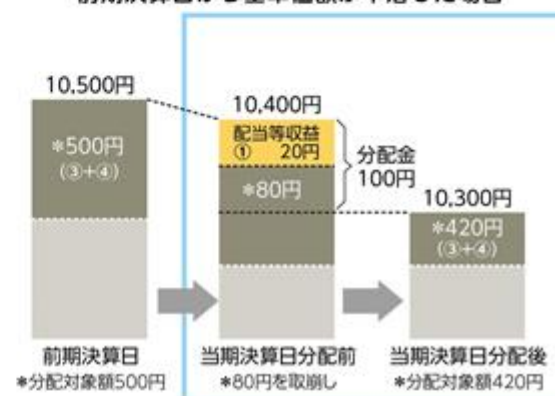 前期決算日から基準価額が下落した場合
10,500円
*500円
(③+④)
前期決算日
*分配対象額500円
10,400円
配当等収益
① 20円
*80円
分配金
100円
当期決算日分配前
*80円を取崩し
10,300円
*420円
(③+④)
当期決算日分配後
*分配対象額420円